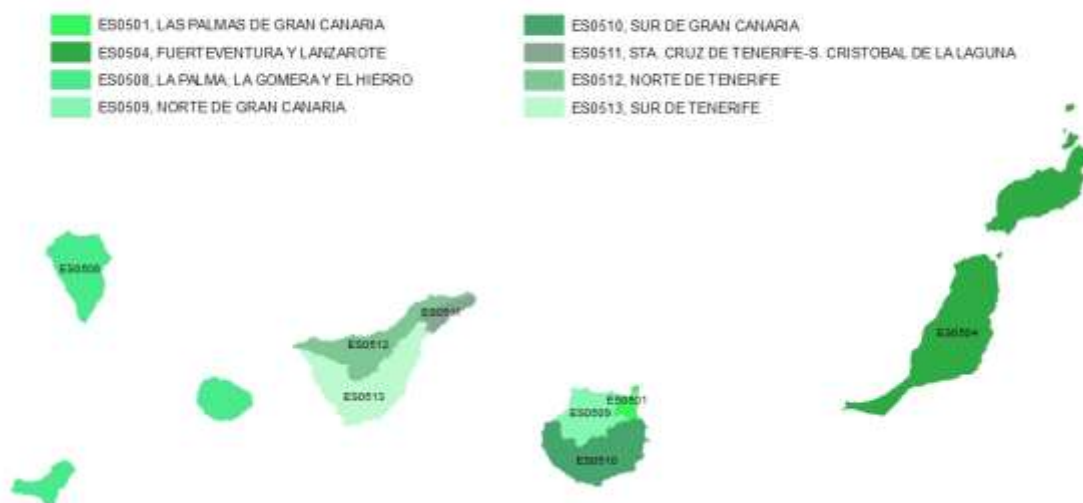 ES0501, LAS PALMAS DE GRAN CANARIA
ES0504, FUERTEVENTURA Y LANZAROTE
ES0508, LA PALMA; LA GOMERA Y EL HIERRO
ES0509, NORTE DE GRAN CANARIA
ES0510, SUR DE GRAN CANARIA
ES0511, STA. CRUZ DE TENERIFE-S. CRISTOBAL DE LA LAGUNA
ES0512, NORTE DE TENERIFE
ES0513, SUR DE TENERIFE
ES0508
ES0511
ES0512
ES0513
ES0504
ES0501
ES0509
ES0510